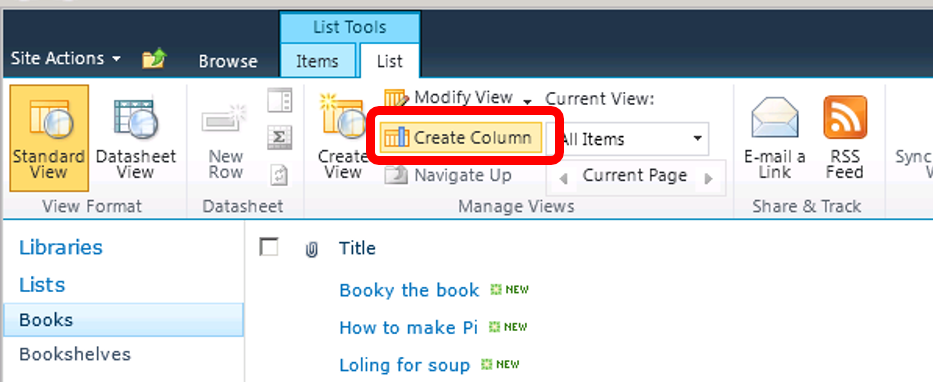 List Tools
Site Actions
Browse
Items
List
Standard View
Datasheet View
New Row
Create View
Modify View
Create Column
Navigate Up
Current View:
All Items
Current Page
E-mail a Link
RSS Feed
View Format
Datasheet
Manage Views
Share & Track
Libraries
Lists
Books
Bookshelves
Title
Booky the book NEW
How to make Pi NEW
Loling for soup NEW